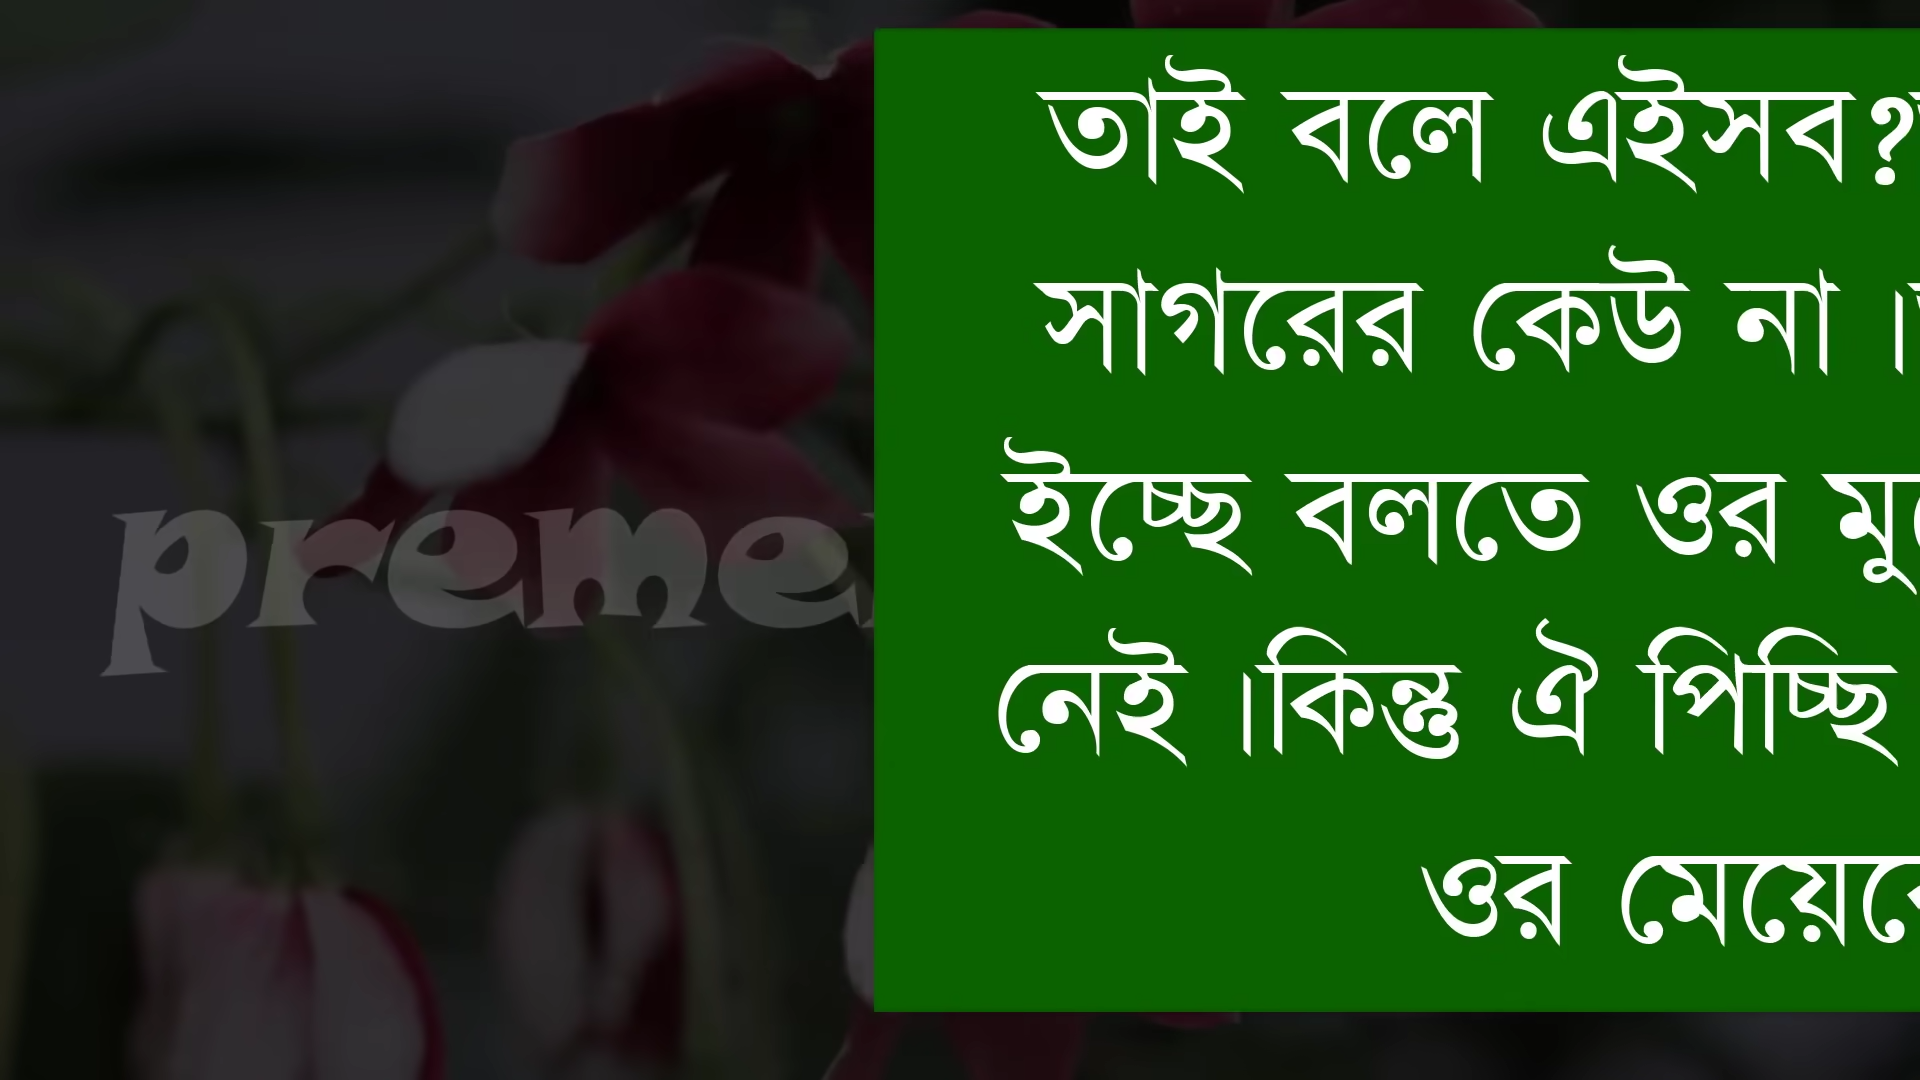 তাই বলে এইসব?
সাগরের কেউ না ।
ইচ্ছে বলতে ওর
নেই ।কিন্তু ঐ পিচ্ছি
ওর
preme